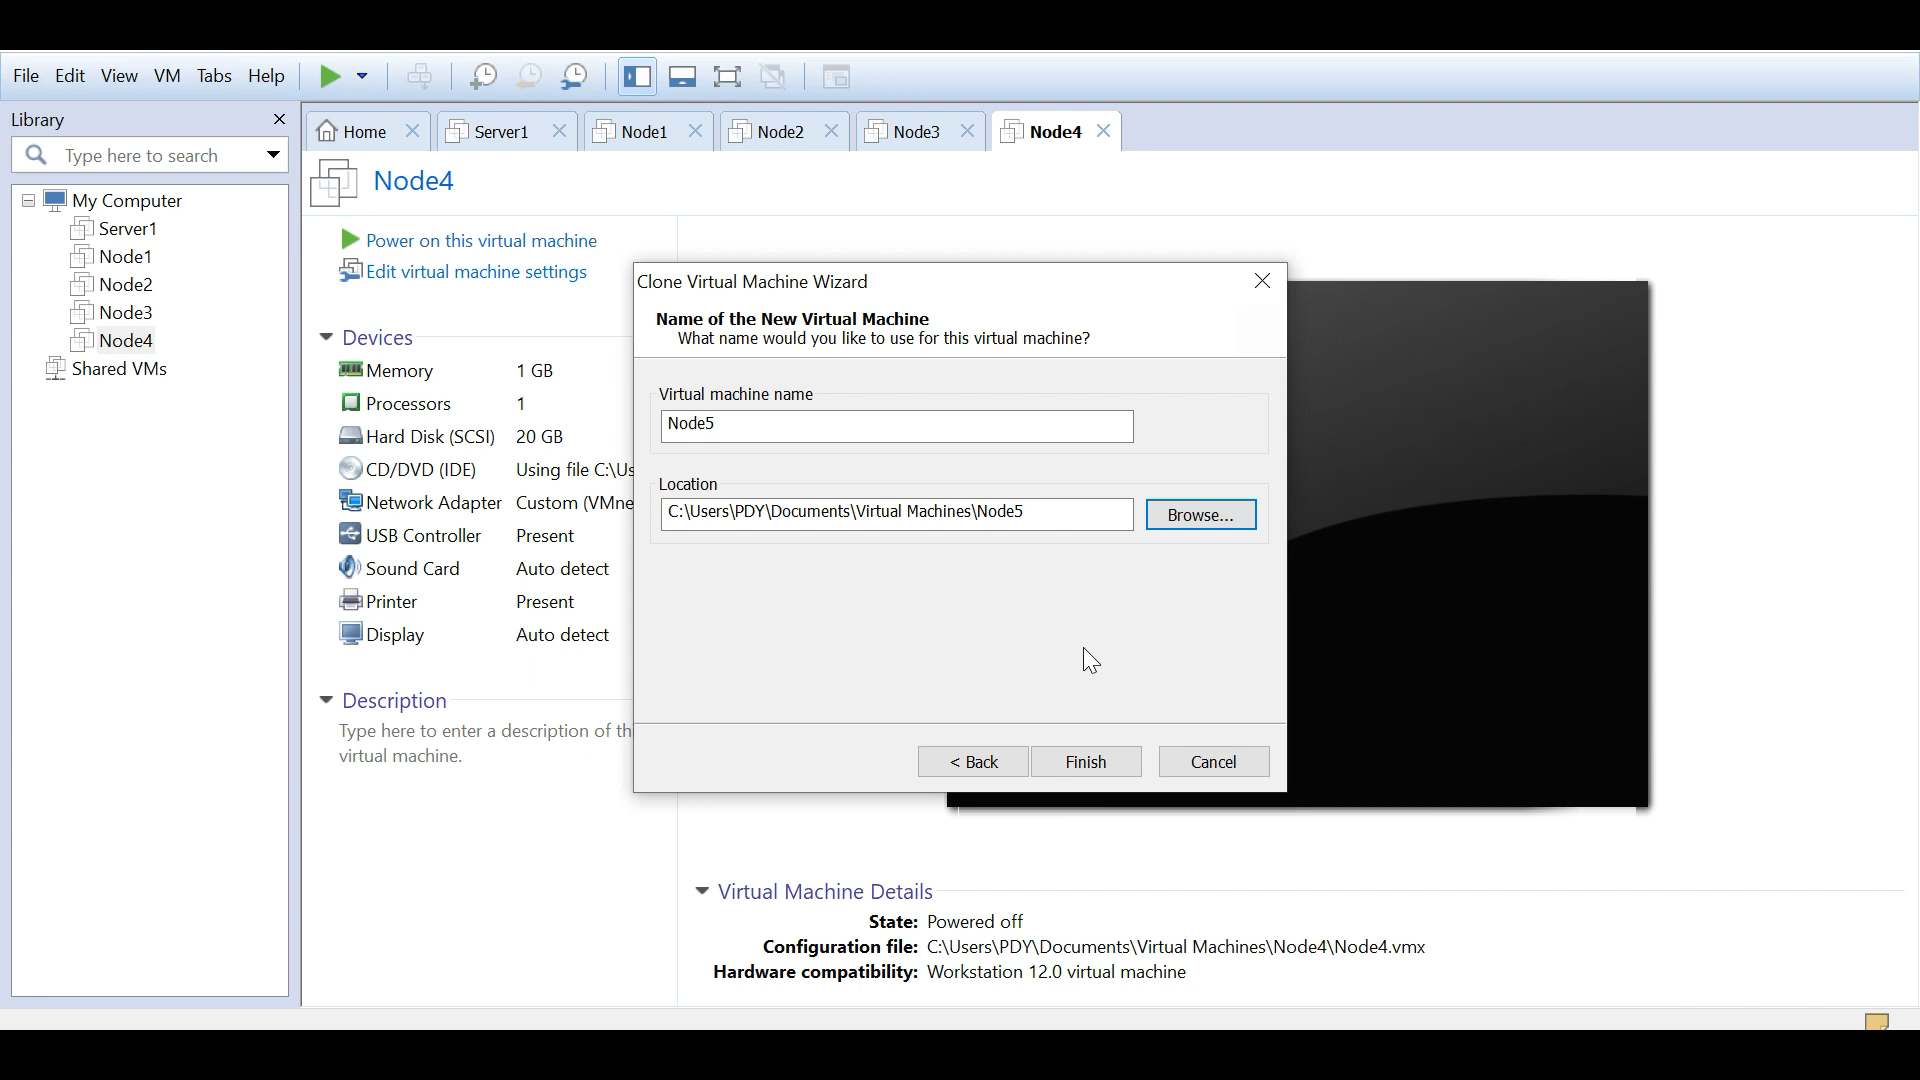 File Edit View VM Tabs Help
Library
Type here to search
My Computer
Server1
Node1
Node2
Node3
Node4
Shared VMs
Home Server1 Node1 Node2 Node3 Node4
Node4
Power on this virtual machine
Edit virtual machine settings
Devices
Memory 1 GB
Processors 1
Hard Disk (SCSI) 20 GB
CD/DVD (IDE) Using file C:\Us
Network Adapter Custom (VMne
USB Controller Present
Sound Card Auto detect
Printer Present
Display Auto detect
Description
Type here to enter a description of th
virtual machine.
Clone Virtual Machine Wizard
Name of the New Virtual Machine
What name would you like to use for this virtual machine?
Virtual machine name
Node5
Location
C:\Users\PDY\Documents\Virtual Machines\Node5 Browse...
< Back Finish Cancel
Virtual Machine Details
State: Powered off
Configuration file: C:\Users\PDY\Documents\Virtual Machines\Node4\Node4.vmx
Hardware compatibility: Workstation 12.0 virtual machine